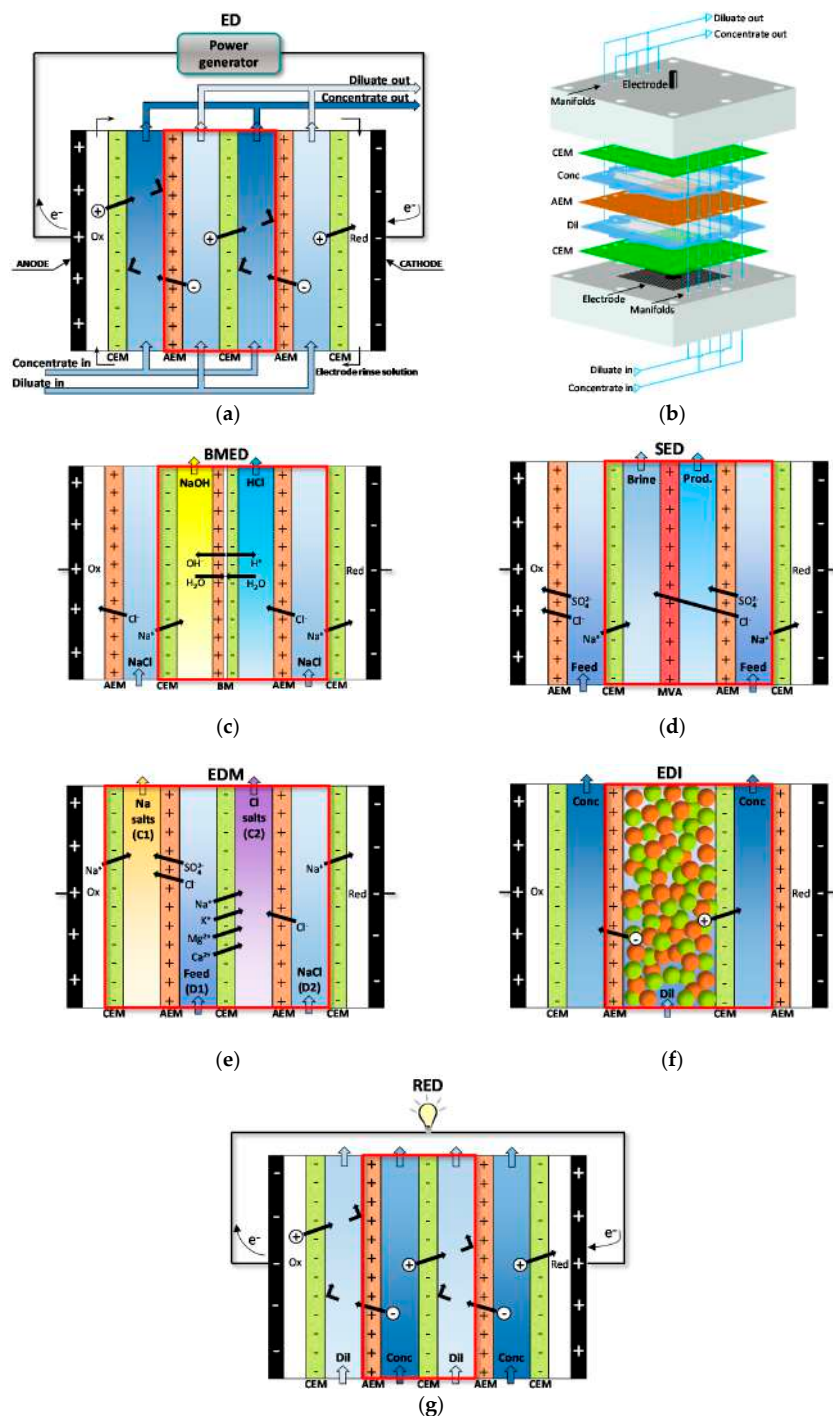 ED
Power
generator
Diluate out
Concentrate out
+ + + + + +
- - - - - -
e⁻
e⁻
+
+
+
-
-
Ox
Red
ANODE
CATHODE
CEM
AEM
CEM
AEM
CEM
Concentrate in
Diluate in
Electrode rinse solution
(a)
Diluate out
Concentrate out
Electrode
Manifolds
CEM
Conc
AEM
Dil
CEM
Electrode
Manifolds
Diluate in
Concentrate in
(b)
BMED
NaOH
HCl
Ox
Red
OH⁻
H⁺
H₂O
H₂O
Cl⁻
Na⁺
Cl⁻
Na⁺
NaCl
NaCl
AEM
CEM
BM
AEM
CEM
(c)
SED
Brine
Prod.
Ox
Red
SO₄²⁻
Cl⁻
Na⁺
SO₄²⁻
Cl⁻
Na⁺
Feed
Feed
AEM
CEM
MVA
AEM
CEM
(d)
EDM
Na
salts
(C1)
Cl
salts
(C2)
Na⁺
Ox
SO₄²⁻
Cl⁻
Na⁺
K⁺
Mg²⁺
Ca²⁺
Cl⁻
Na⁺
Red
Feed
(D1)
NaCl
(D2)
CEM
AEM
CEM
AEM
CEM
(e)
EDI
Conc
Conc
Ox
Red
-
+
Dil
CEM
AEM
CEM
AEM
(f)
RED
e⁻
e⁻
+
+
+
-
-
Ox
Red
Dil
Conc
Dil
Conc
CEM
AEM
CEM
AEM
CEM
(g)